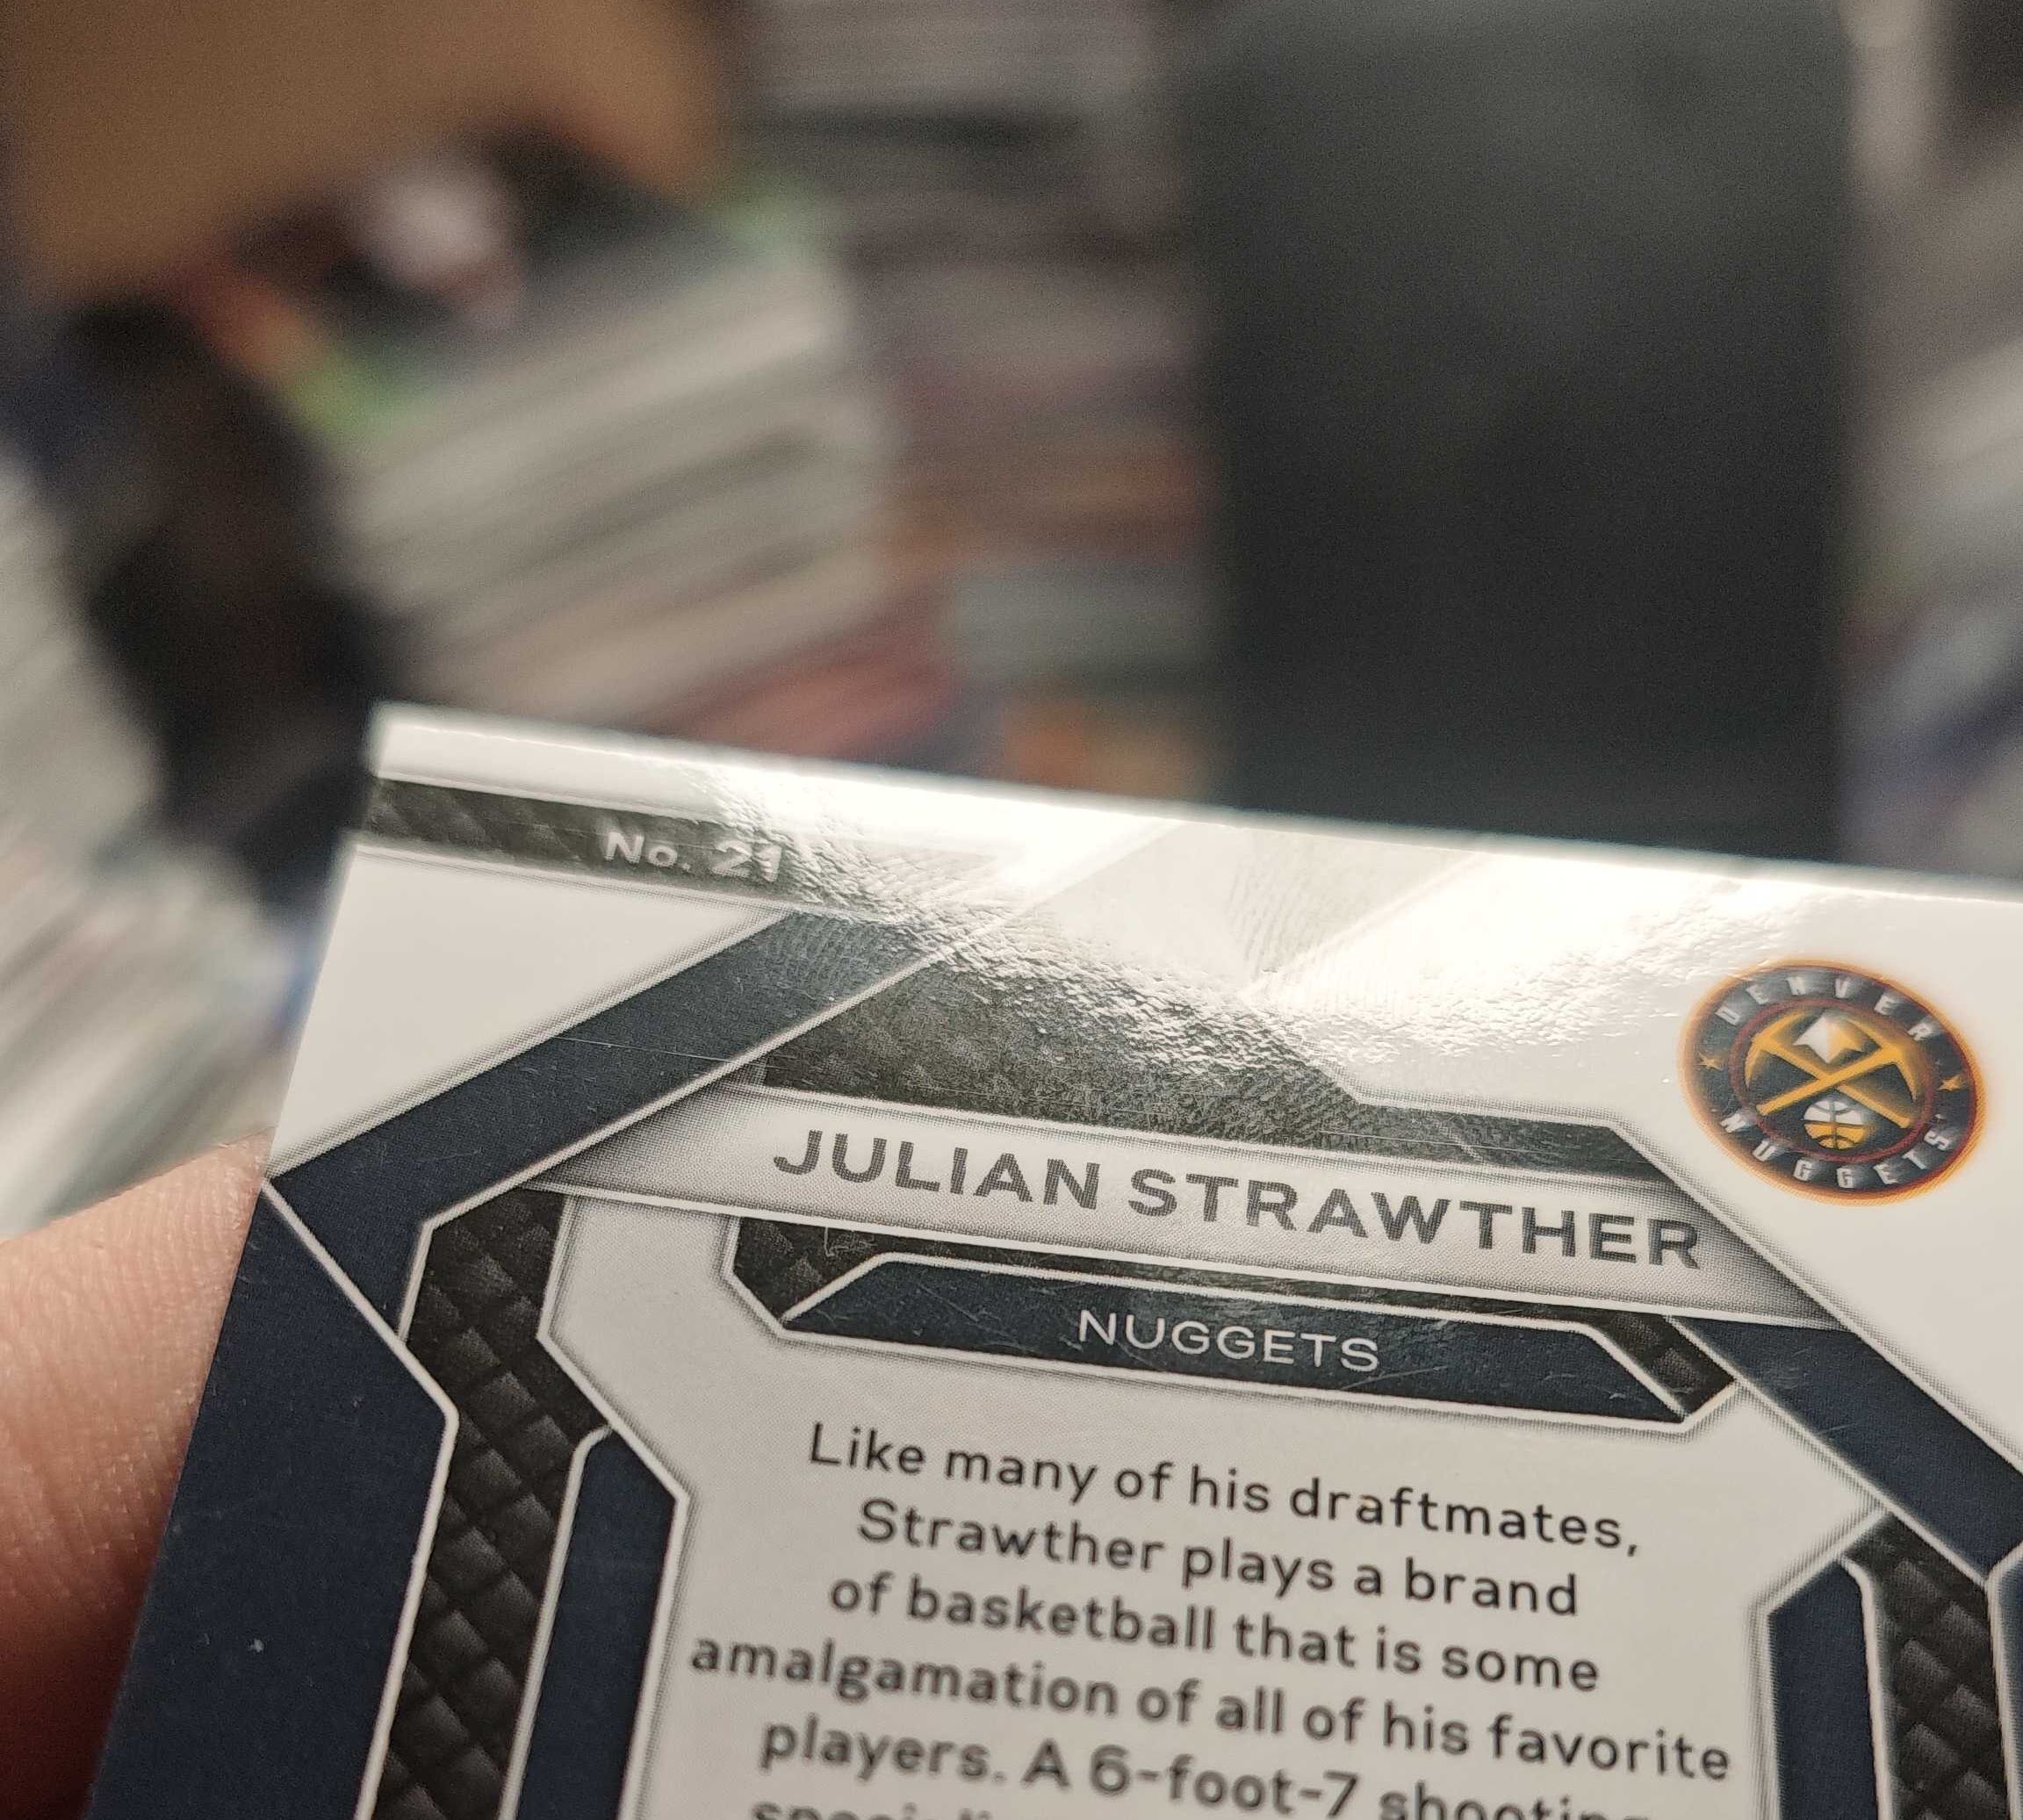 No. 21
DENVER
NUGGETS
JULIAN STRAWTHER
NUGGETS
Like many of his draftmates,
Strawther plays a brand
of basketball that is some
amalgamation of all of his favorite
players. A 6-foot-7 shooting